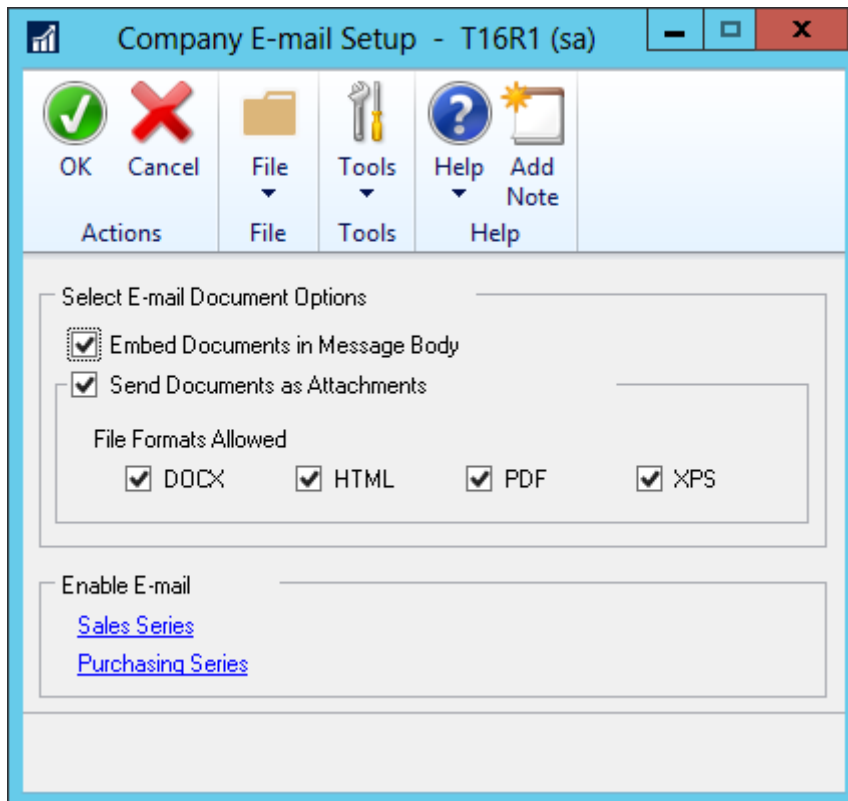 Company E-mail Setup - T16R1 (sa)
OK Cancel File Tools Help Add Note
Actions File Tools Help
Select E-mail Document Options
Embed Documents in Message Body
Send Documents as Attachments
File Formats Allowed
DOCX HTML PDF XPS
Enable E-mail
Sales Series
Purchasing Series